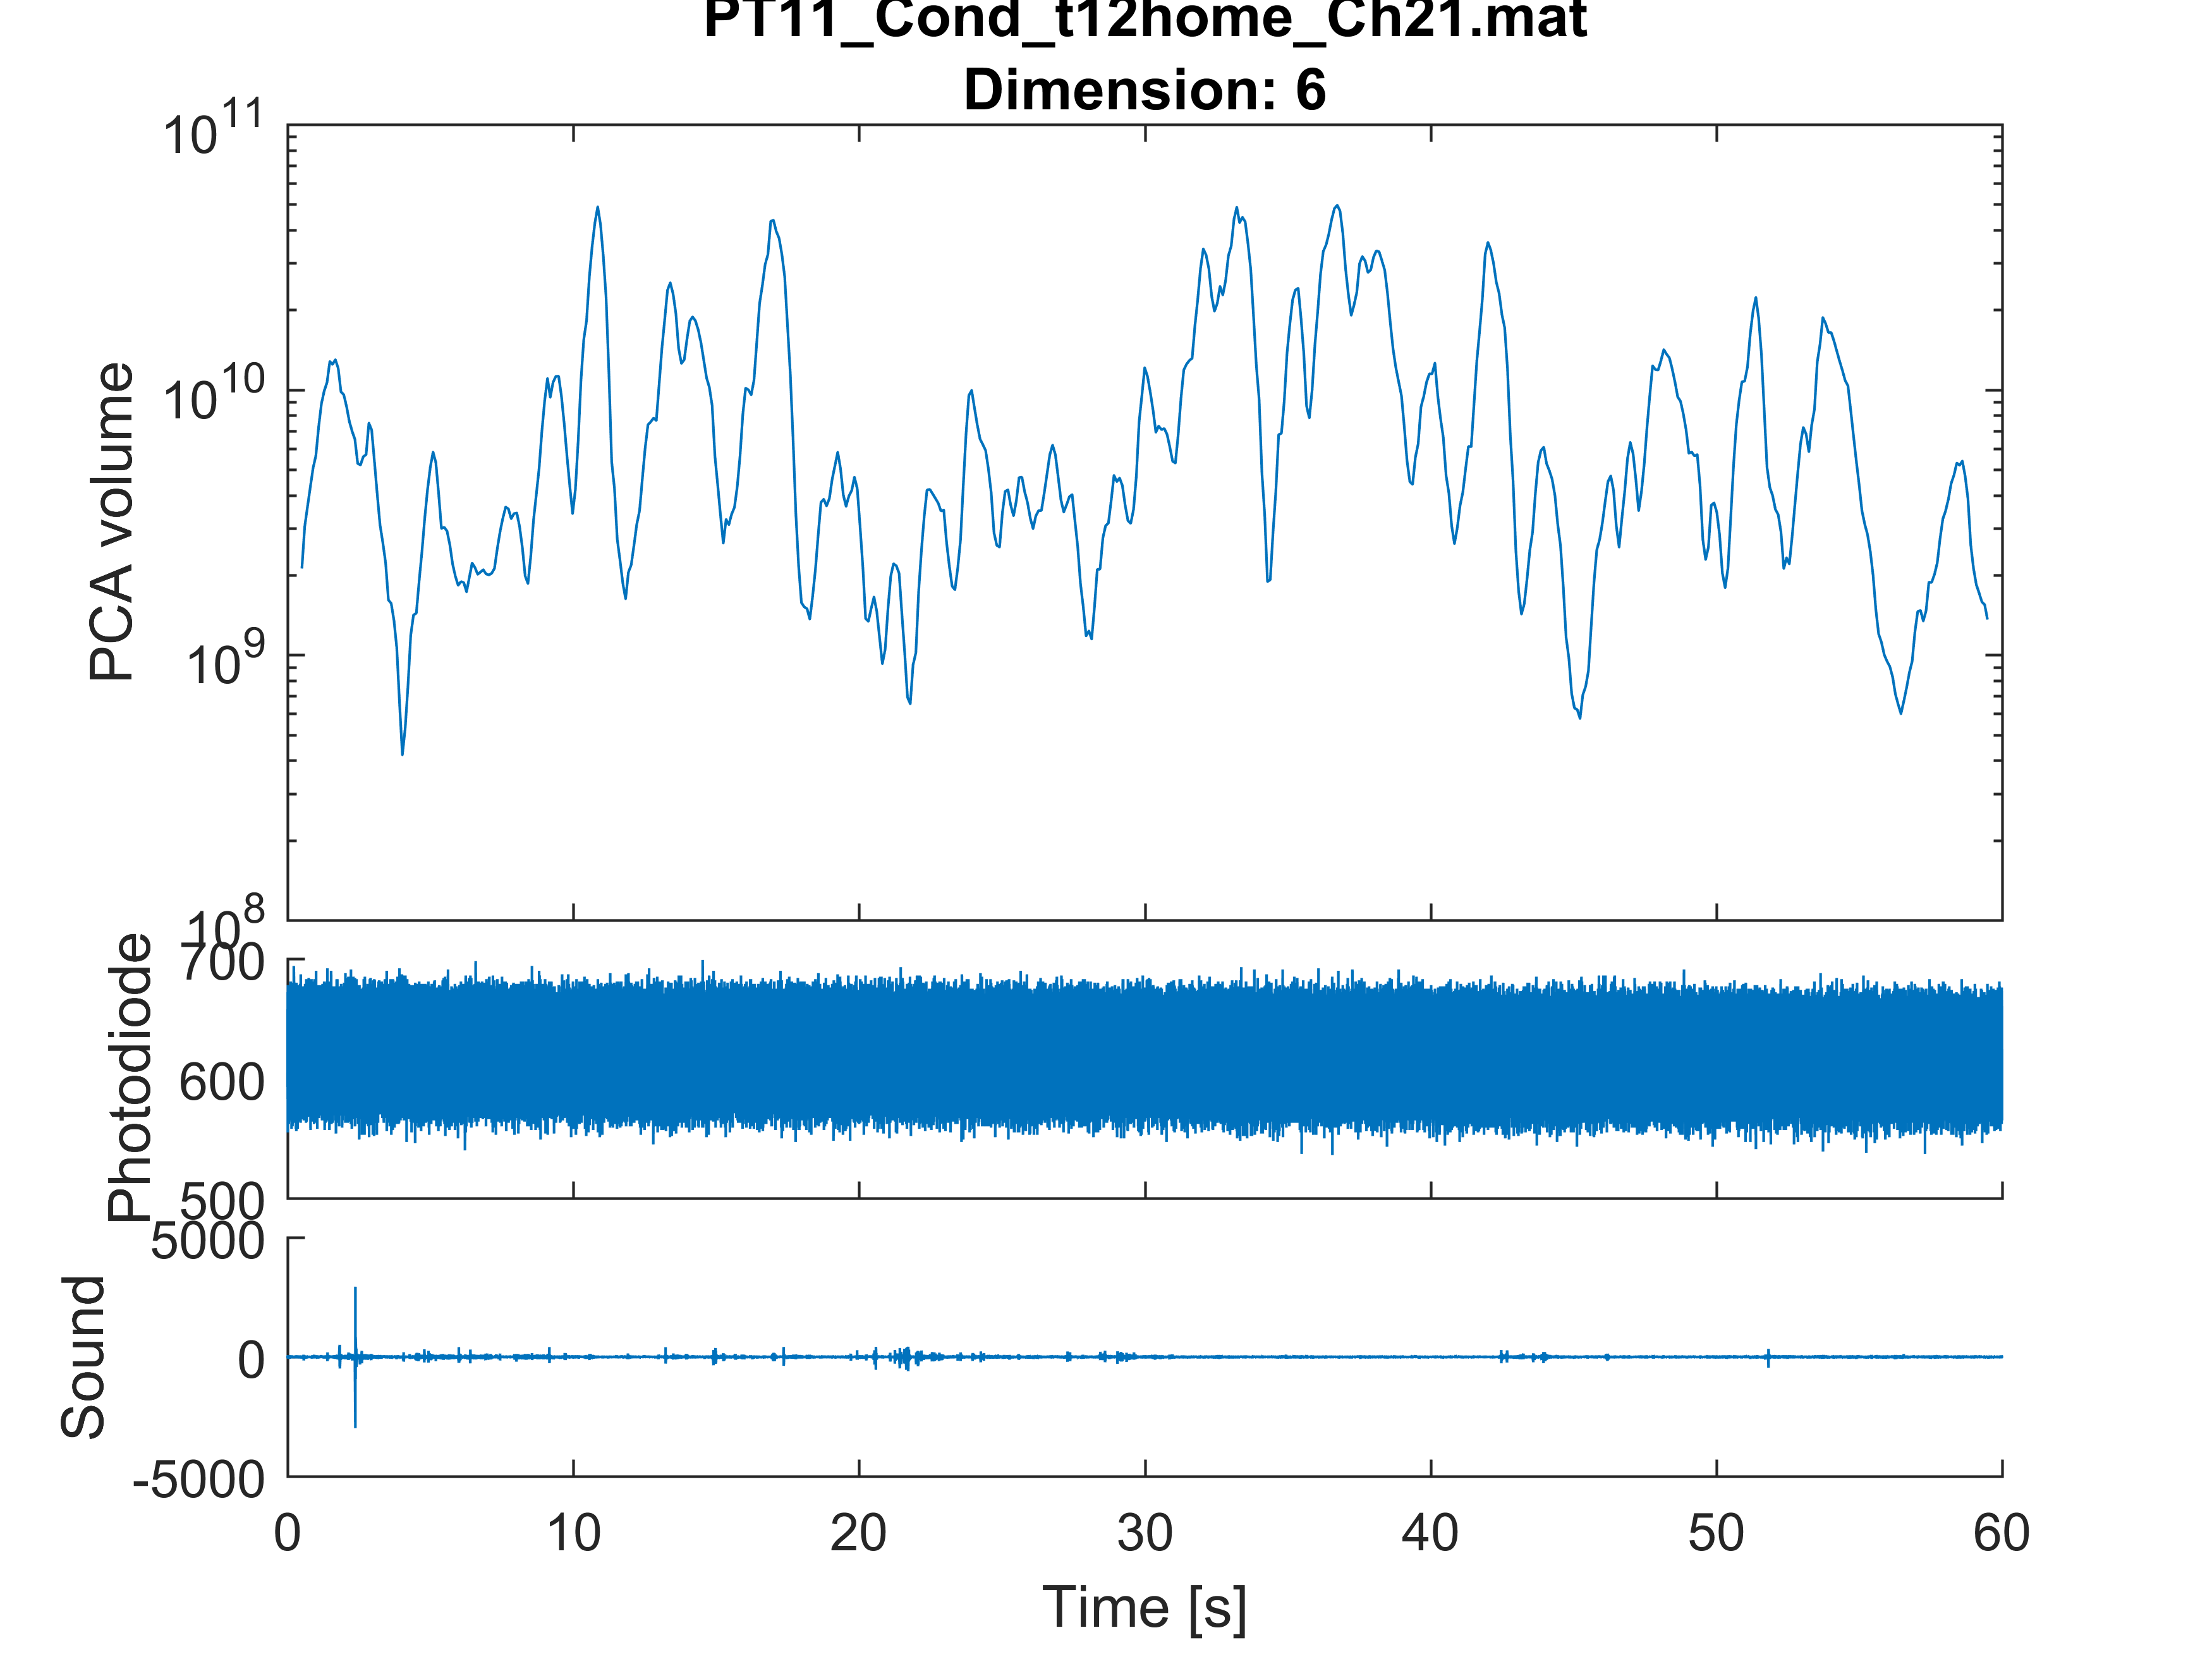 PT11_Cond_t12home_Ch21.mat
Dimension: 6
10^11
10^10
10^9
10^8
PCA volume
700
600
500
Photodiode
5000
0
-5000
Sound
0 10 20 30 40 50 60
Time [s]